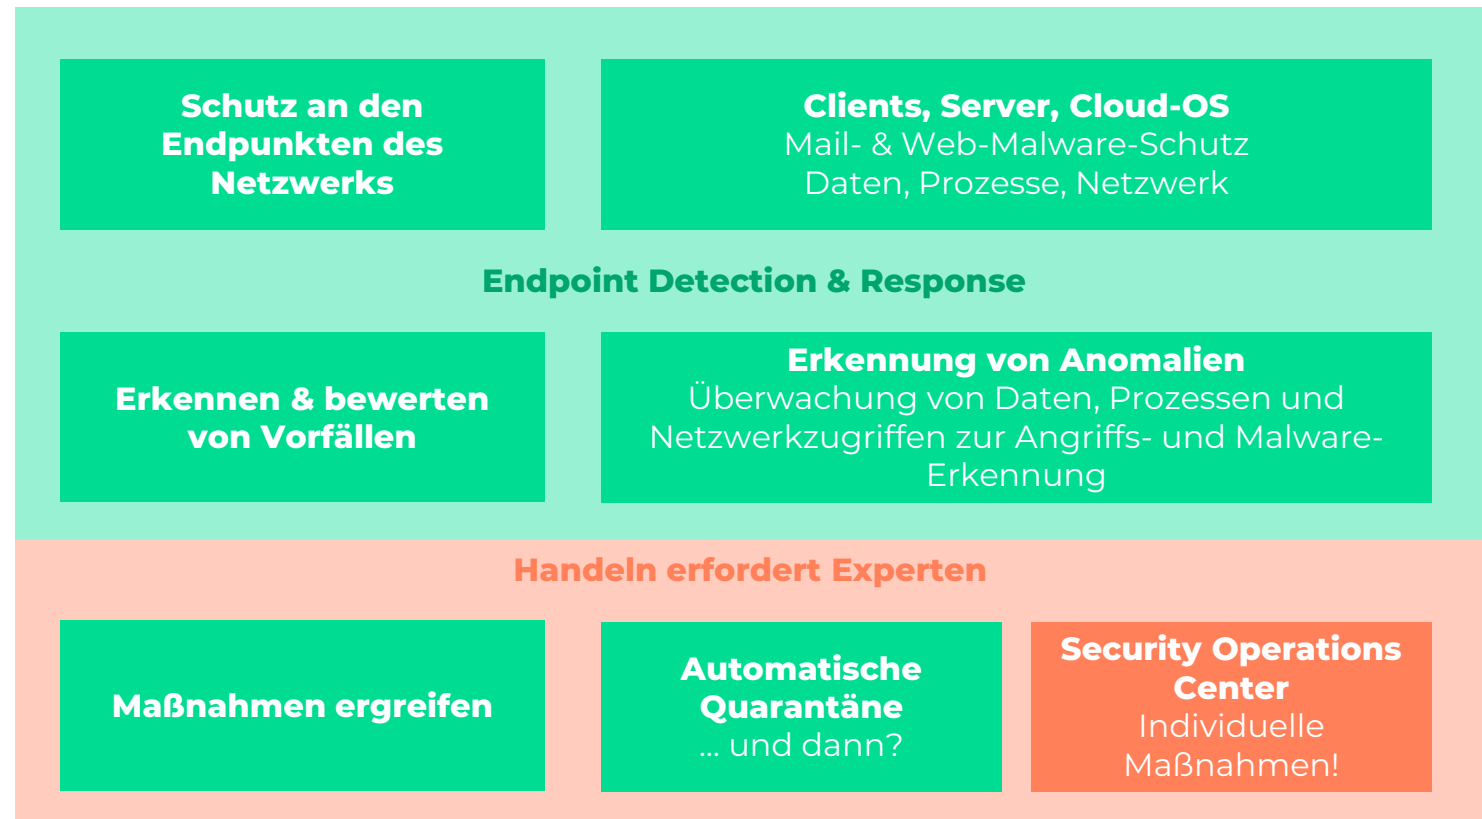 Schutz an den
Endpunkten des
Netzwerks
Clients, Server, Cloud-OS
Mail- & Web-Malware-Schutz
Daten, Prozesse, Netzwerk
Endpoint Detection & Response
Erkennen & bewerten
von Vorfällen
Erkennung von Anomalien
Überwachung von Daten, Prozessen und
Netzwerkzugriffen zur Angriffs- und Malware-
Erkennung
Handeln erfordert Experten
Maßnahmen ergreifen
Automatische
Quarantäne
... und dann?
Security Operations
Center
Individuelle
Maßnahmen!